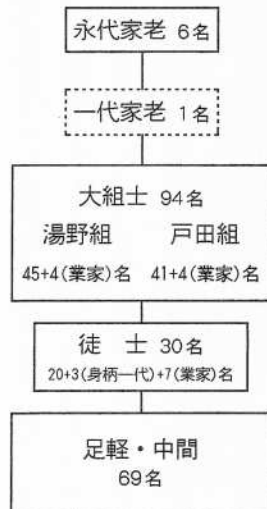 永代家老 6名
一代家老 1名
大組士 94名
湯野組 戸田組
45+4(業家)名 41+4(業家)名
徒 士 30名
20+3(身柄一代)+7(業家)名
足軽・中間
69名